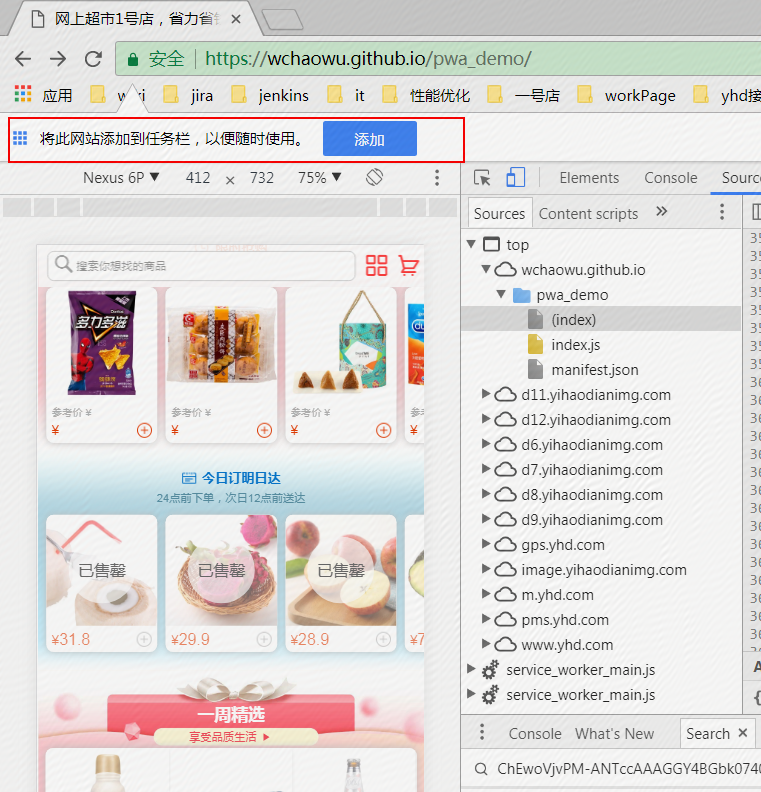 网上超市1号店，省力省钱
安全 https://wchaowu.github.io/pwa_demo/
应用 wiki jira jenkins it 性能优化 一号店 workPage yhd接
将此网站添加到任务栏，以便随时使用。 添加
Nexus 6P ▼ 412 × 732 75% ▼
Elements Console Sourc
Sources Content scripts »
top
wchaowu.github.io
pwa_demo
(index)
index.js
manifest.json
d11.yihaodianimg.com
d12.yihaodianimg.com
d6.yihaodianimg.com
d7.yihaodianimg.com
d8.yihaodianimg.com
d9.yihaodianimg.com
gps.yhd.com
image.yihaodianimg.com
m.yhd.com
pms.yhd.com
www.yhd.com
service_worker_main.js
service_worker_main.js
搜索你想找的商品
多力多滋
参考价 ¥ 参考价 ¥ 参考价 ¥ 参
¥ ¥ ¥ ¥
今日订明日达
24点前下单，次日12点前送达
已售罄 已售罄 已售罄
¥31.8 ¥29.9 ¥28.9 ¥7
一周精选
享受品质生活
Console What's New Search ×
ChEwoVjvPM-ANTccAAAGGY4BGbk0740